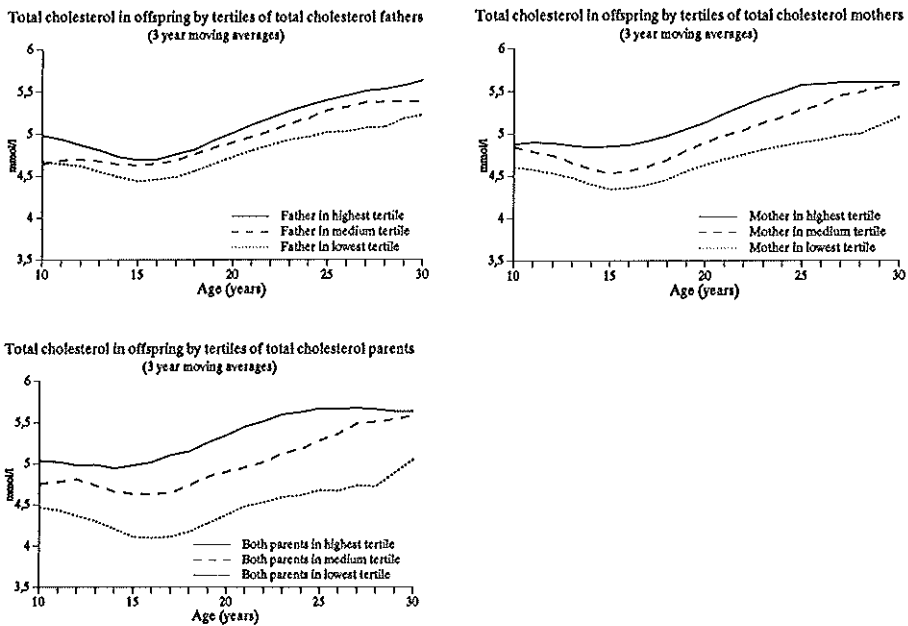 Total cholesterol in offspring by tertiles of total cholesterol fathers
(3 year moving averages)
6
5,5
5
4,5
4
3,5
mmol/l
Father in highest tertile
Father in medium tertile
Father in lowest tertile
10
15
20
25
30
Age (years)
Total cholesterol in offspring by tertiles of total cholesterol mothers
(3 year moving averages)
6
5,5
5
4,5
4
3,5
mmol/l
Mother in highest tertile
Mother in medium tertile
Mother in lowest tertile
10
15
20
25
30
Age (years)
Total cholesterol in offspring by tertiles of total cholesterol parents
(3 year moving averages)
6
5,5
5
4,5
4
3,5
mmol/l
Both parents in highest tertile
Both parents in medium tertile
Both parents in lowest tertile
10
15
20
25
30
Age (years)